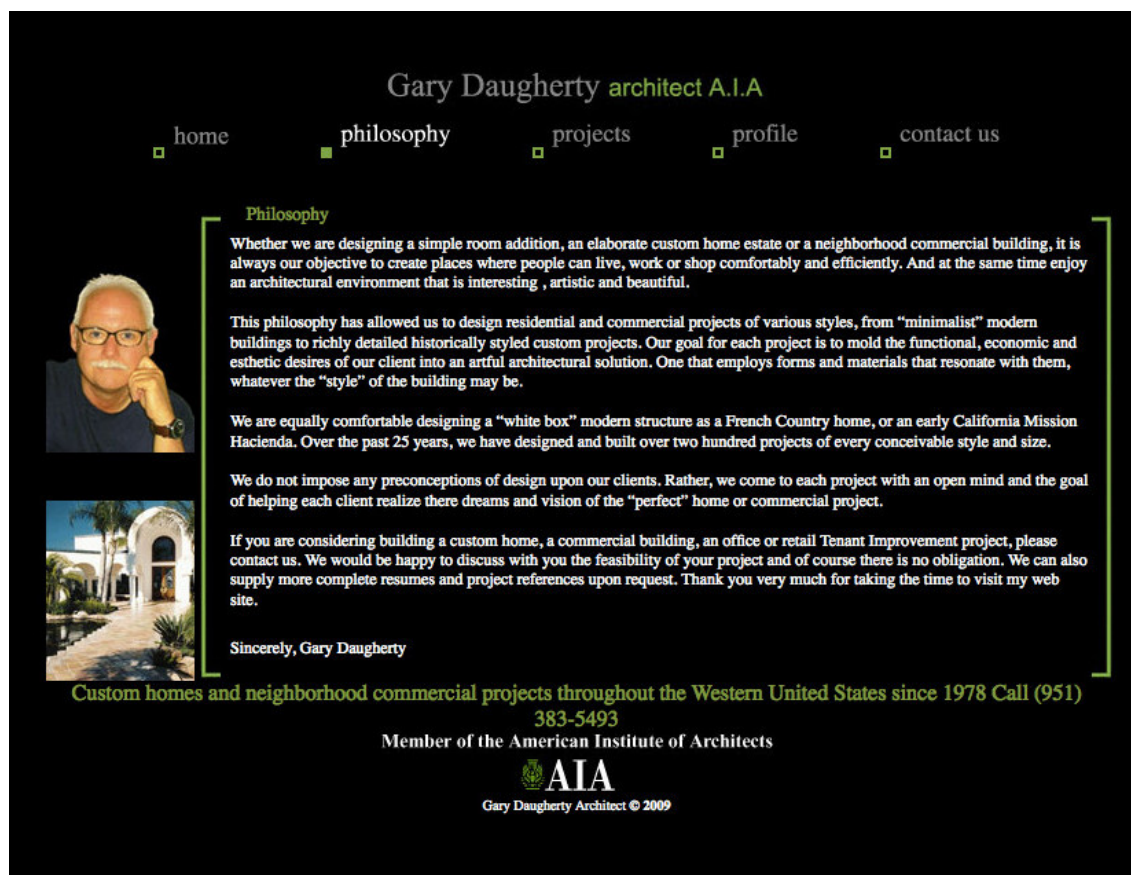 Gary Daugherty architect A.I.A
home philosophy projects profile contact us
Philosophy
Whether we are designing a simple room addition, an elaborate custom home estate or a neighborhood commercial building, it is
always our objective to create places where people can live, work or shop comfortably and efficiently. And at the same time enjoy
an architectural environment that is interesting , artistic and beautiful.
This philosophy has allowed us to design residential and commercial projects of various styles, from “minimalist” modern
buildings to richly detailed historically styled custom projects. Our goal for each project is to mold the functional, economic and
esthetic desires of our client into an artful architectural solution. One that employs forms and materials that resonate with them,
whatever the “style” of the building may be.
We are equally comfortable designing a “white box” modern structure as a French Country home, or an early California Mission
Hacienda. Over the past 25 years, we have designed and built over two hundred projects of every conceivable style and size.
We do not impose any preconceptions of design upon our clients. Rather, we come to each project with an open mind and the goal
of helping each client realize there dreams and vision of the “perfect” home or commercial project.
If you are considering building a custom home, a commercial building, an office or retail Tenant Improvement project, please
contact us. We would be happy to discuss with you the feasibility of your project and of course there is no obligation. We can also
supply more complete resumes and project references upon request. Thank you very much for taking the time to visit my web
site.
Sincerely, Gary Daugherty
Custom homes and neighborhood commercial projects throughout the Western United States since 1978 Call (951)
383-5493
Member of the American Institute of Architects
AIA
Gary Daugherty Architect © 2009